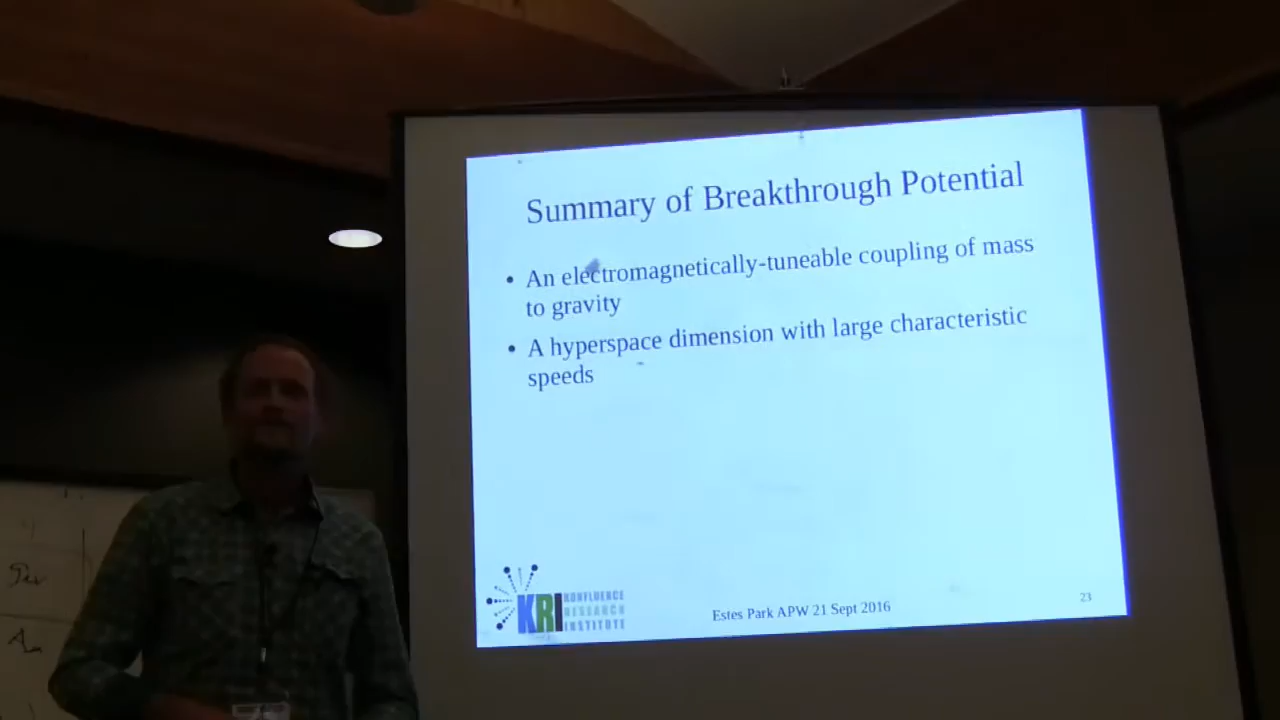 Summary of Breakthrough Potential
• An electromagnetically-tuneable coupling of mass
to gravity
• A hyperspace dimension with large characteristic
speeds
KRI
KONFLUENCE
RESEARCH
INSTITUTE
Estes Park APW 21 Sept 2016
23